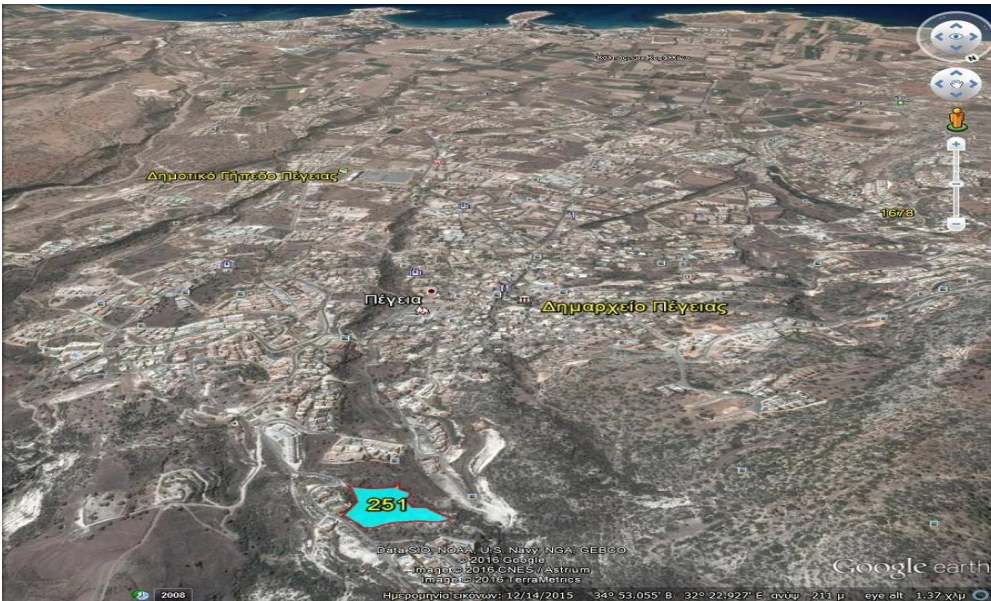 N
Δημοτικό Γήπεδο Πέγειας
1678
Πέγεια
Δημαρχείο Πέγειας
251
Data SIO, NOAA, U.S. Navy, NGA, GEBCO
© 2016 Google
Image © 2016 CNES / Astrium
Image © 2016 TerraMetrics
Google earth
2008
Ημερομηνία εικόνων: 12/14/2015 34° 53.055' Β 32° 22.927' Ε ανύψ 211 μ eye alt 1.37 χλμ